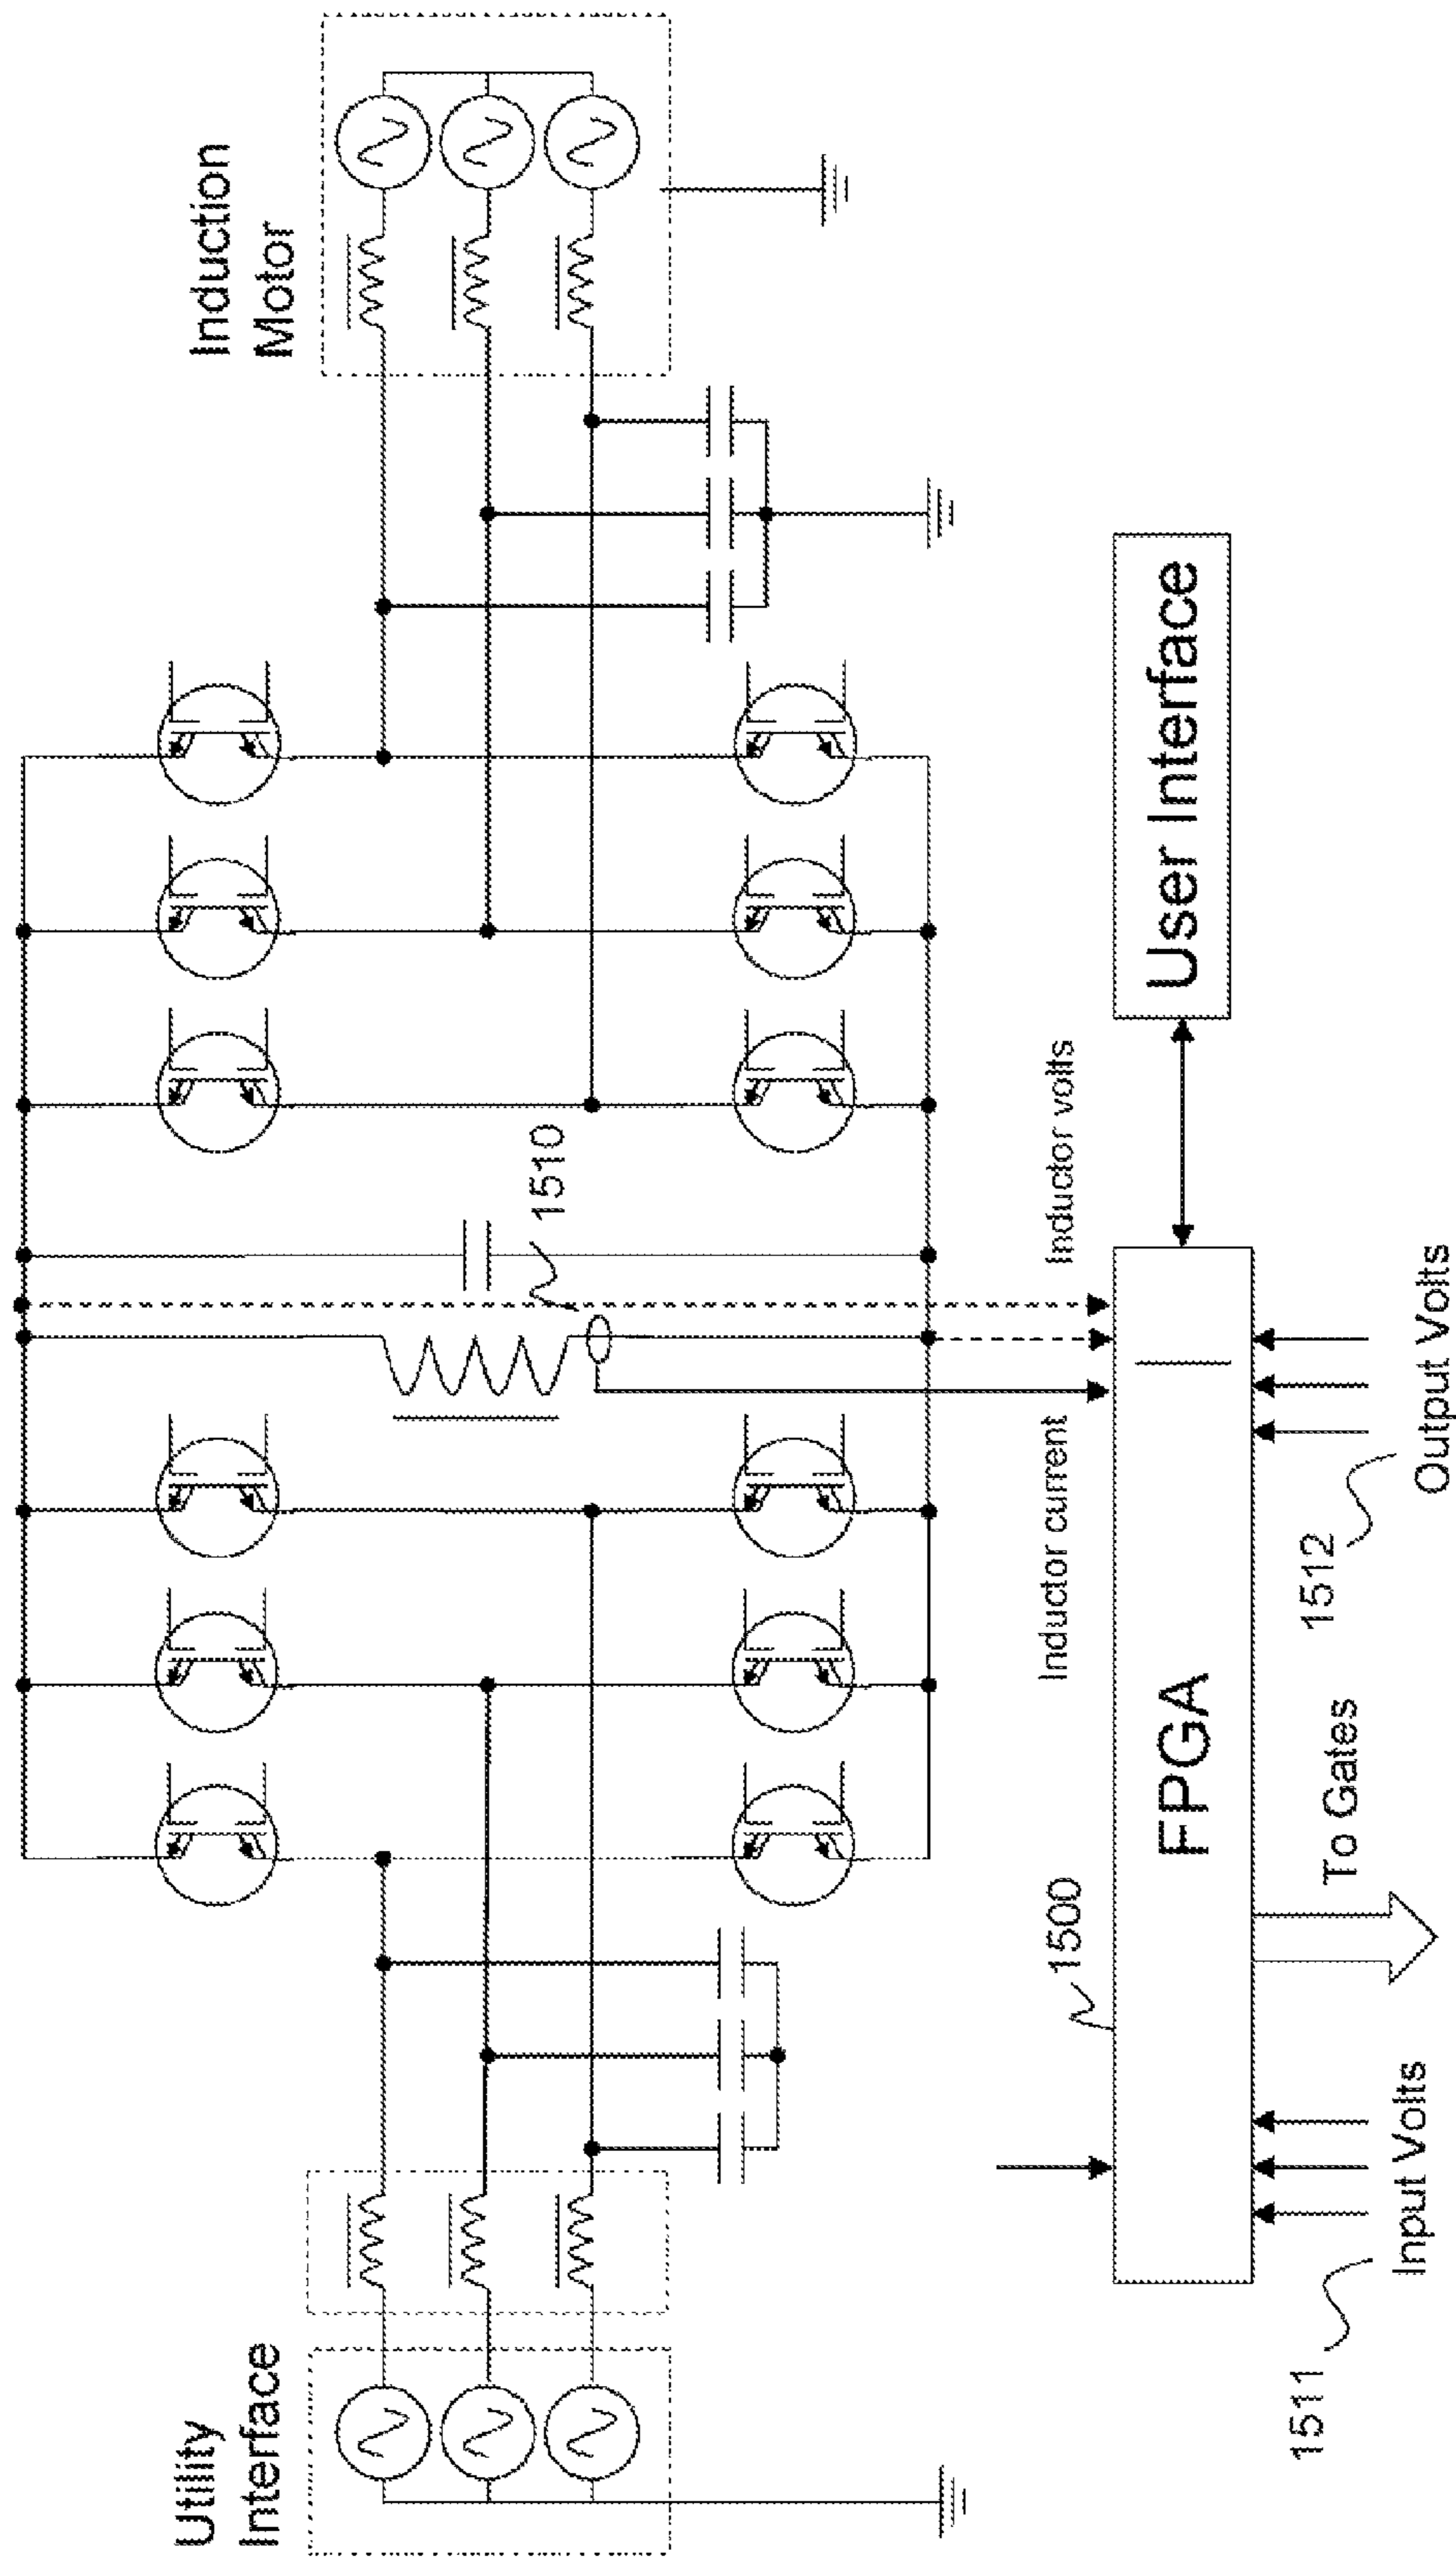 Utility
Interface
Induction
Motor
1510
Inductor current
Inductor volts
1500
FPGA
User Interface
1511
Input Volts
To Gates
1512
Output Volts